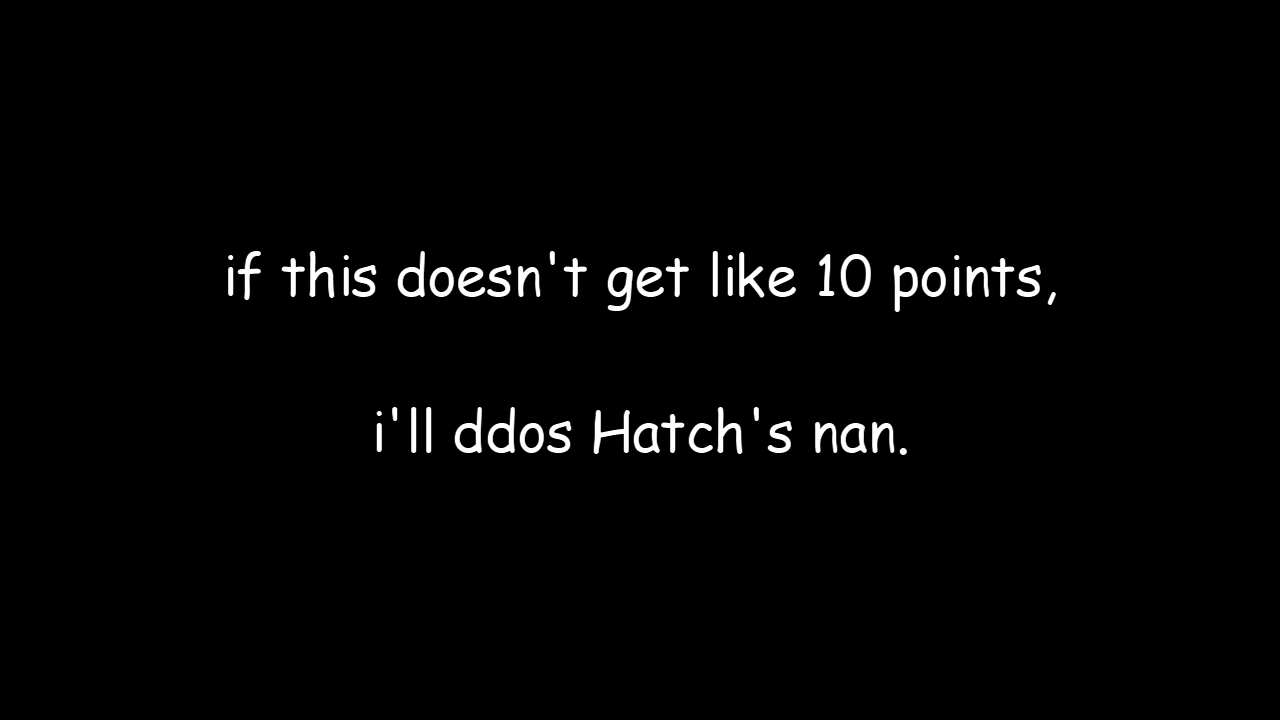 if this doesn't get like 10 points,
i'll ddos Hatch's nan.